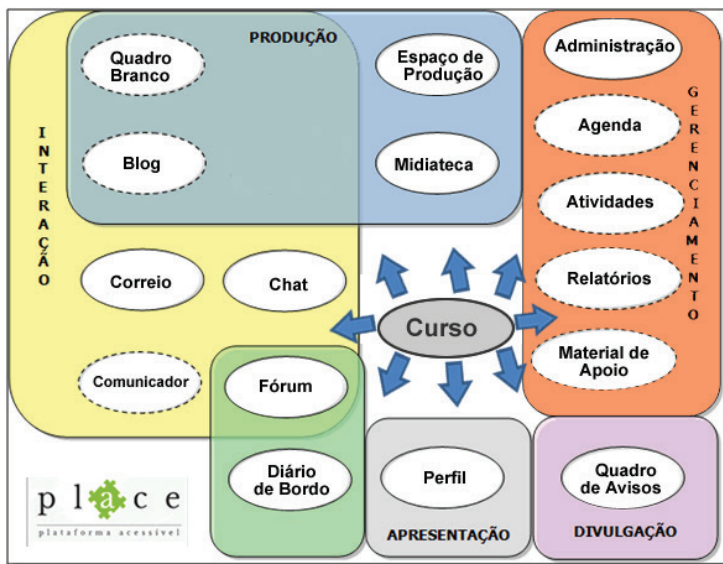 PRODUÇÃO
Quadro
Branco
Espaço de
Produção
Blog
Midiateca
INTERAÇÃO
Correio
Chat
Comunicador
Fórum
Diário
de Bordo
Curso
Administração
Agenda
Atividades
Relatórios
Material de
Apoio
GERENCIAMENTO
Perfil
APRESENTAÇÃO
Quadro
de Avisos
DIVULGAÇÃO
place
plataforma acessível